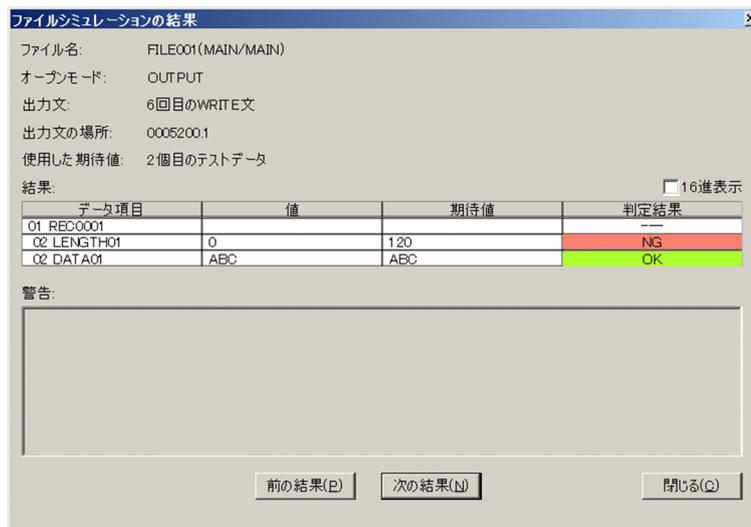 ファイルシミュレーションの結果
ファイル名: FILE001(MAIN/MAIN)
オープンモード: OUTPUT
出力文: 6回目のWRITE文
出力文の場所: 0005200.1
使用した期待値: 2個目のテストデータ
結果: 16進表示
データ項目 値 期待値 判定結果
01 REC0001 ----
02 LENGTH01 0 120 NG
02 DATA01 ABC ABC OK
警告:
前の結果(P) 次の結果(N) 閉じる(C)